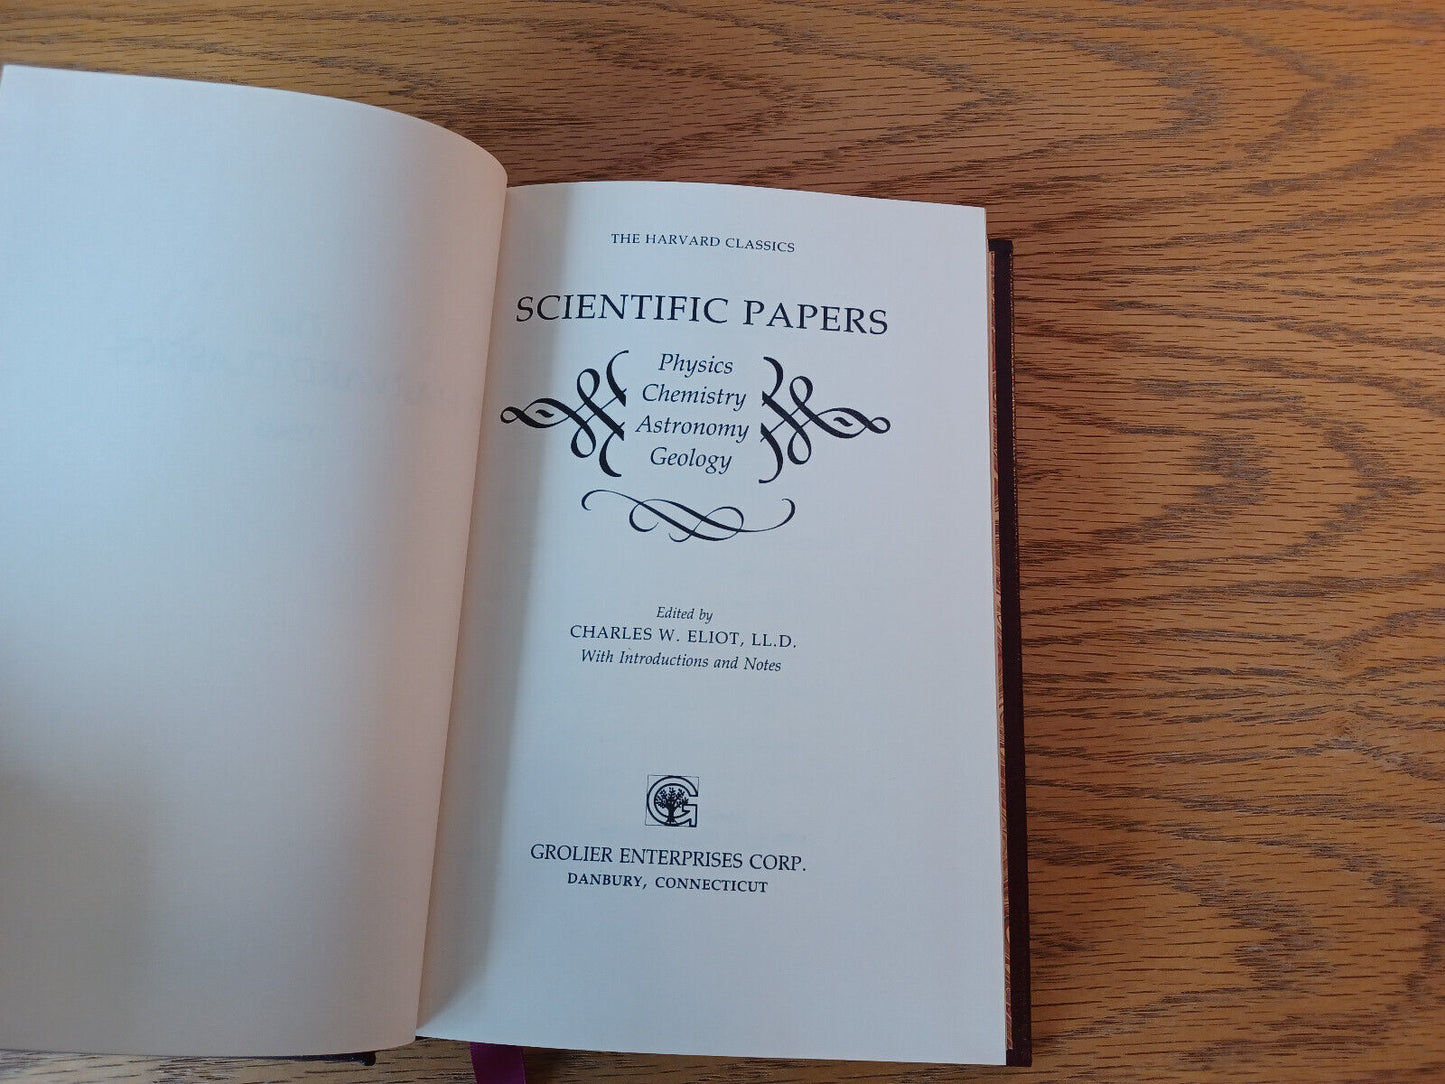 THE HARVARD CLASSICS
SCIENTIFIC PAPERS
Physics
Chemistry
Astronomy
Geology
Edited by
CHARLES W. ELIOT, LL.D.
With Introductions and Notes
G
GROLIER ENTERPRISES CORP.
DANBURY, CONNECTICUT